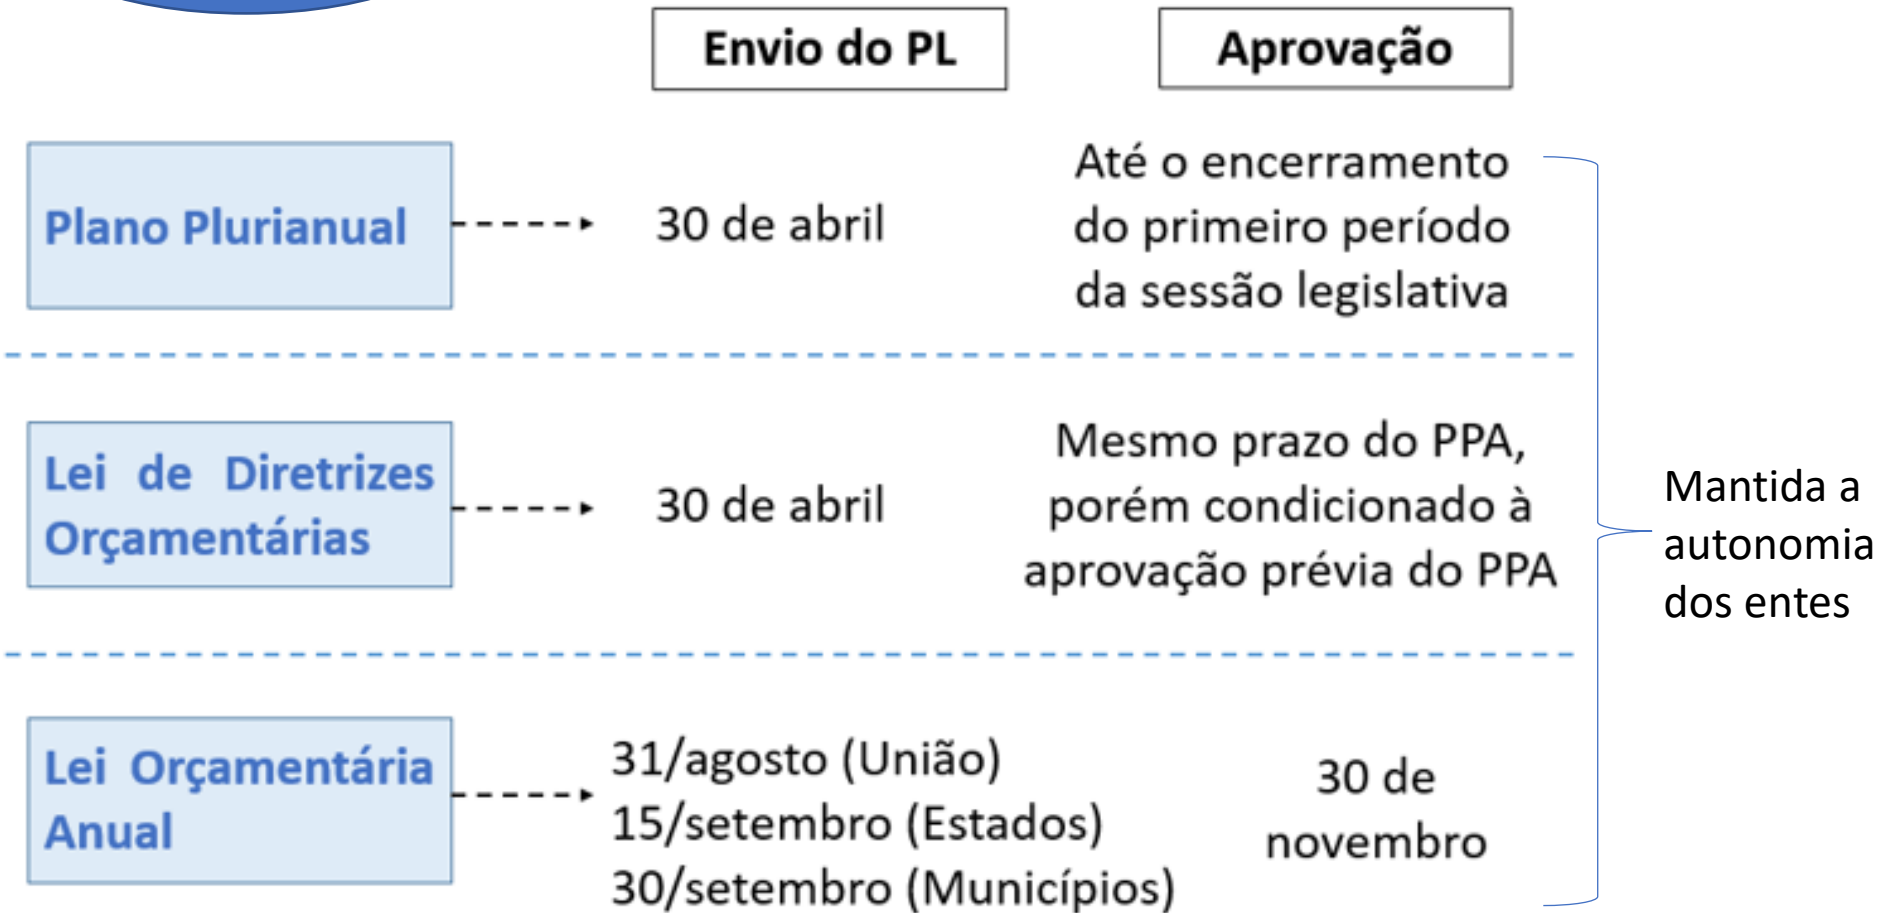 Envio do PL
Aprovação
Plano Plurianual
30 de abril
Até o encerramento
do primeiro período
da sessão legislativa
Lei de Diretrizes
Orçamentárias
30 de abril
Mesmo prazo do PPA,
porém condicionado à
aprovação prévia do PPA
Lei Orçamentária
Anual
31/agosto (União)
15/setembro (Estados)
30/setembro (Municípios)
30 de
novembro
Mantida a
autonomia
dos entes